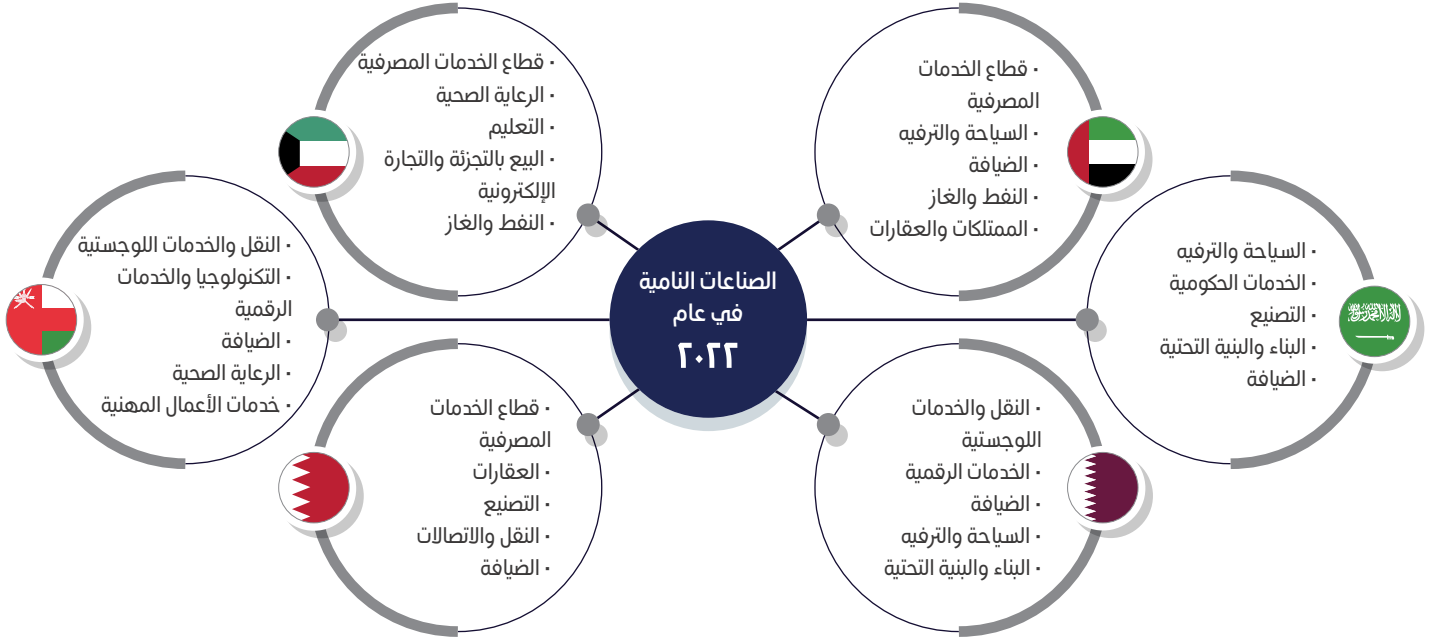 الصناعات النامية
في عام
٢٠٢٢
· قطاع الخدمات
المصرفية
· السياحة والترفيه
· الضيافة
· النفط والغاز
· الممتلكات والعقارات
· السياحة والترفيه
· الخدمات الحكومية
· التصنيع
· البناء والبنية التحتية
· الضيافة
· النقل والخدمات
اللوجستية
· الخدمات الرقمية
· الضيافة
· السياحة والترفيه
· البناء والبنية التحتية
· قطاع الخدمات المصرفية
· الرعاية الصحية
· التعليم
· البيع بالتجزئة والتجارة
الإلكترونية
· النفط والغاز
· النقل والخدمات اللوجستية
· التكنولوجيا والخدمات
الرقمية
· الضيافة
· الرعاية الصحية
· خدمات الأعمال المهنية
· قطاع الخدمات
المصرفية
· العقارات
· التصنيع
· النقل والاتصالات
· الضيافة